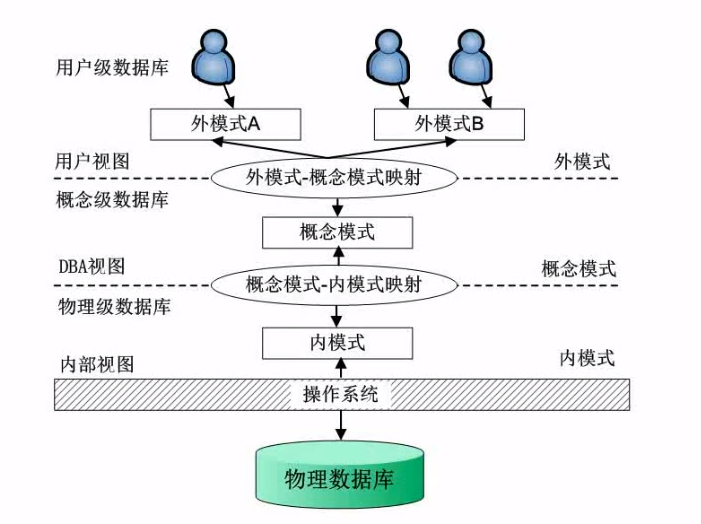 用户级数据库
外模式A
外模式B
用户视图
外模式-概念模式映射
外模式
概念级数据库
概念模式
DBA视图
概念模式-内模式映射
概念模式
物理级数据库
内模式
内部视图
内模式
操作系统
物理数据库